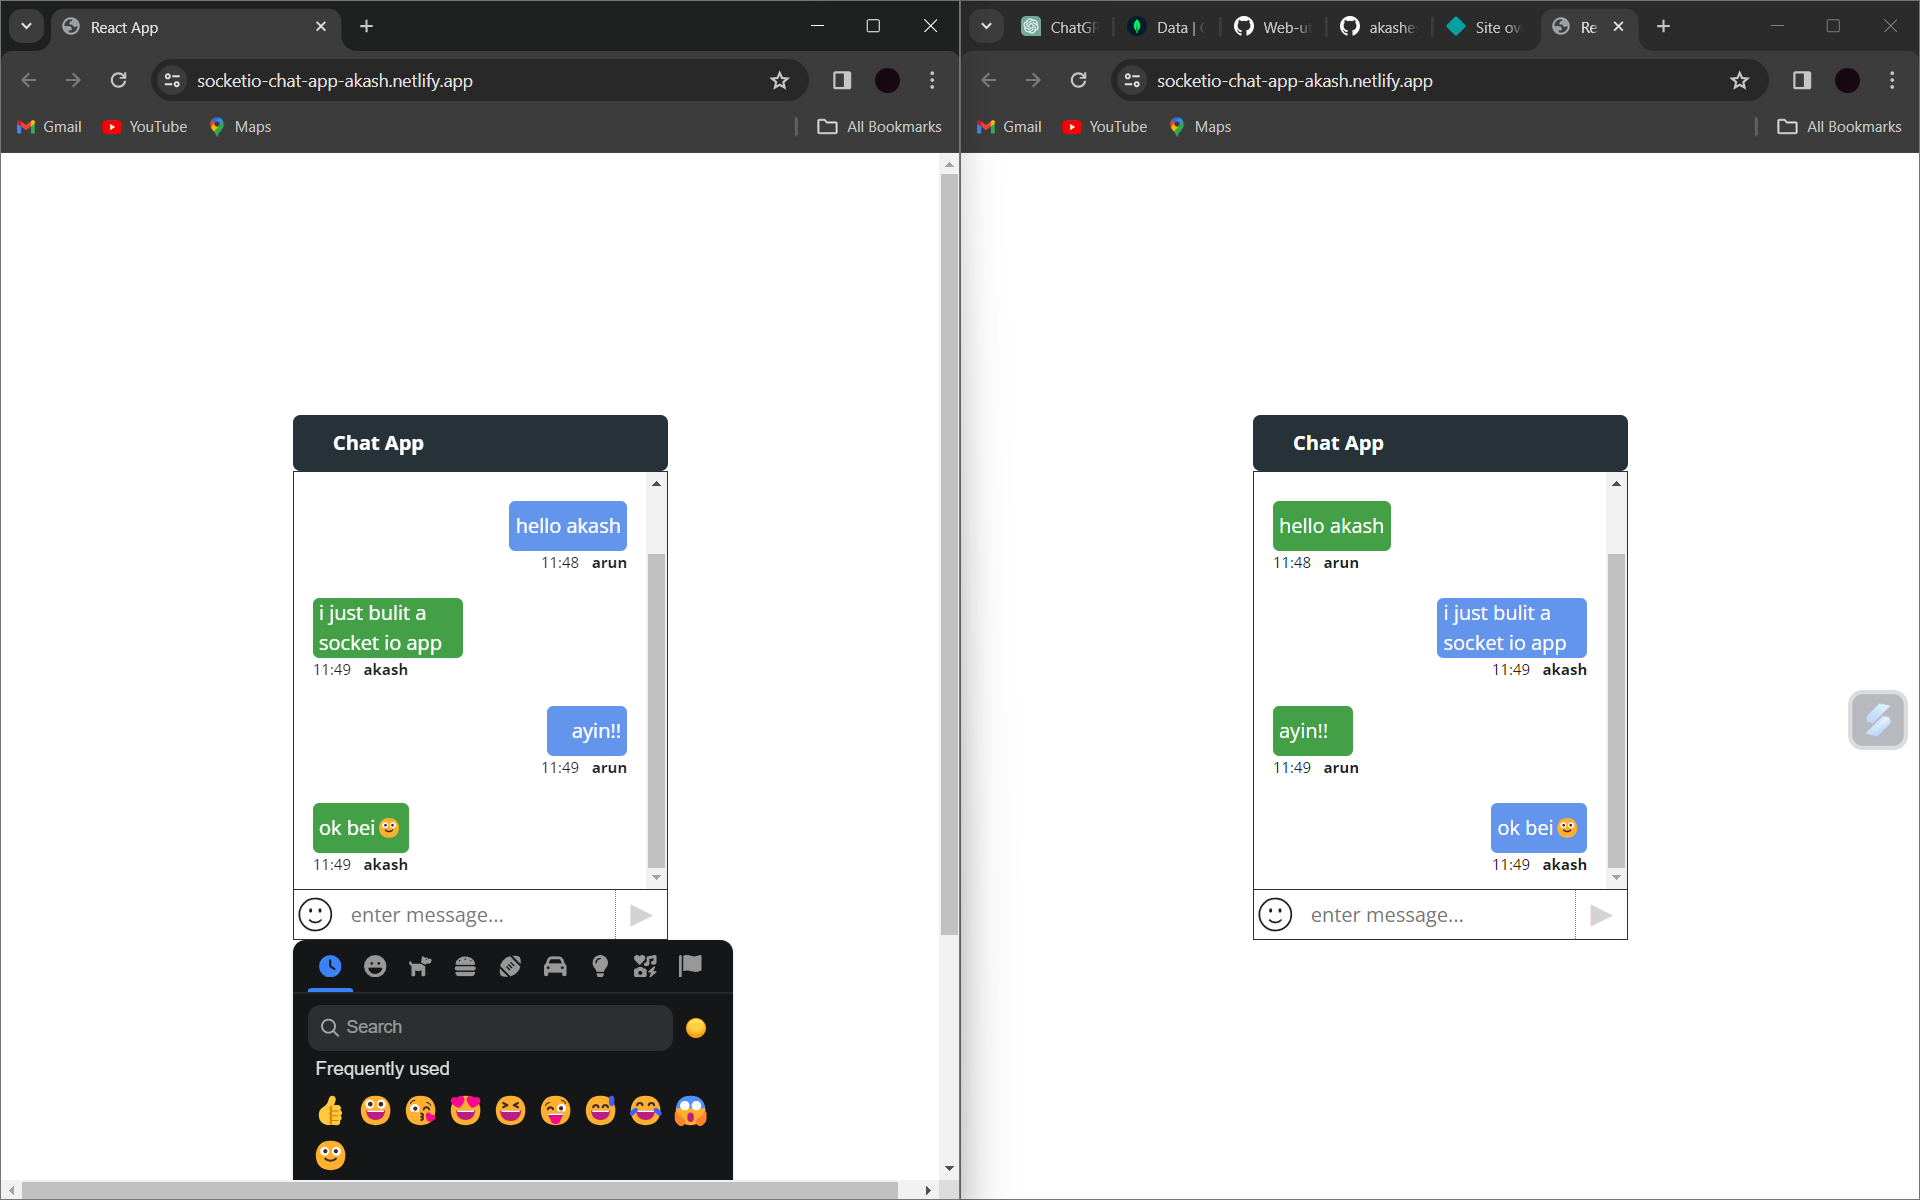 React App
socketio-chat-app-akash.netlify.app
Gmail
YouTube
Maps
All Bookmarks
Chat App
hello akash
11:48 arun
i just bulit a
socket io app
11:49 akash
ayin!!
11:49 arun
ok bei
11:49 akash
enter message...
Search
Frequently used
ChatGP
Data | 
Web-ut
akashe
Site ov
Re
socketio-chat-app-akash.netlify.app
Gmail
YouTube
Maps
All Bookmarks
Chat App
hello akash
11:48 arun
i just bulit a
socket io app
11:49 akash
ayin!!
11:49 arun
ok bei
11:49 akash
enter message...